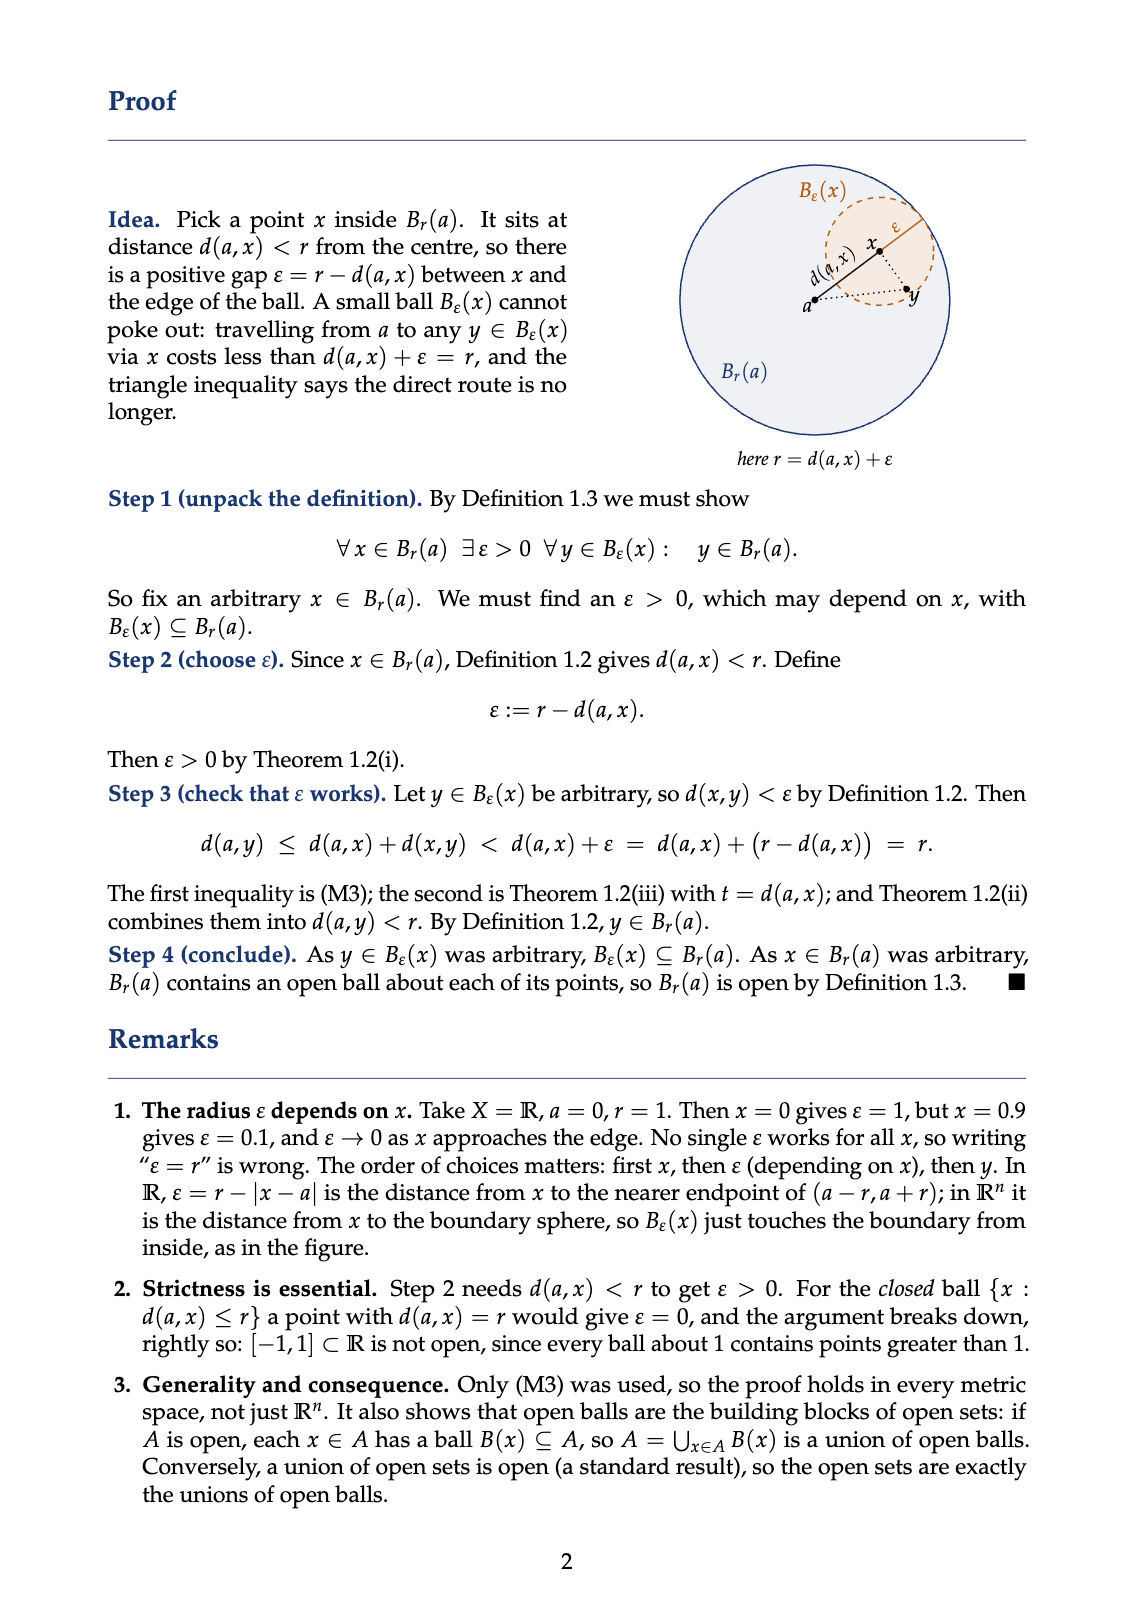 Proof
Idea. Pick a point x inside Bᵣ(a). It sits at
distance d(a, x) < r from the centre, so there
is a positive gap ε = r − d(a, x) between x and
the edge of the ball. A small ball B_ε(x) cannot
poke out: travelling from a to any y ∈ B_ε(x)
via x costs less than d(a, x) + ε = r, and the
triangle inequality says the direct route is no
longer.
B_ε(x)
ε
x
d(a, x)
a
y
Bᵣ(a)
here r = d(a, x) + ε
Step 1 (unpack the definition). By Definition 1.3 we must show
∀ x ∈ Bᵣ(a) ∃ ε > 0 ∀ y ∈ B_ε(x) : y ∈ Bᵣ(a).
So fix an arbitrary x ∈ Bᵣ(a). We must find an ε > 0, which may depend on x, with
B_ε(x) ⊆ Bᵣ(a).
Step 2 (choose ε). Since x ∈ Bᵣ(a), Definition 1.2 gives d(a, x) < r. Define
ε := r − d(a, x).
Then ε > 0 by Theorem 1.2(i).
Step 3 (check that ε works). Let y ∈ B_ε(x) be arbitrary, so d(x, y) < ε by Definition 1.2. Then
d(a, y) ≤ d(a, x) + d(x, y) < d(a, x) + ε = d(a, x) + (r − d(a, x)) = r.
The first inequality is (M3); the second is Theorem 1.2(iii) with t = d(a, x); and Theorem 1.2(ii)
combines them into d(a, y) < r. By Definition 1.2, y ∈ Bᵣ(a).
Step 4 (conclude). As y ∈ B_ε(x) was arbitrary, B_ε(x) ⊆ Bᵣ(a). As x ∈ Bᵣ(a) was arbitrary,
Bᵣ(a) contains an open ball about each of its points, so Bᵣ(a) is open by Definition 1.3. ■
Remarks
1. The radius ε depends on x. Take X = ℝ, a = 0, r = 1. Then x = 0 gives ε = 1, but x = 0.9
gives ε = 0.1, and ε → 0 as x approaches the edge. No single ε works for all x, so writing
“ε = r” is wrong. The order of choices matters: first x, then ε (depending on x), then y. In
ℝ, ε = r − |x − a| is the distance from x to the nearer endpoint of (a − r, a + r); in ℝⁿ it
is the distance from x to the boundary sphere, so B_ε(x) just touches the boundary from
inside, as in the figure.
2. Strictness is essential. Step 2 needs d(a, x) < r to get ε > 0. For the closed ball {x :
d(a, x) ≤ r} a point with d(a, x) = r would give ε = 0, and the argument breaks down,
rightly so: [−1, 1] ⊂ ℝ is not open, since every ball about 1 contains points greater than 1.
3. Generality and consequence. Only (M3) was used, so the proof holds in every metric
space, not just ℝⁿ. It also shows that open balls are the building blocks of open sets: if
A is open, each x ∈ A has a ball B(x) ⊆ A, so A = ⋃_{x∈A} B(x) is a union of open balls.
Conversely, a union of open sets is open (a standard result), so the open sets are exactly
the unions of open balls.
2